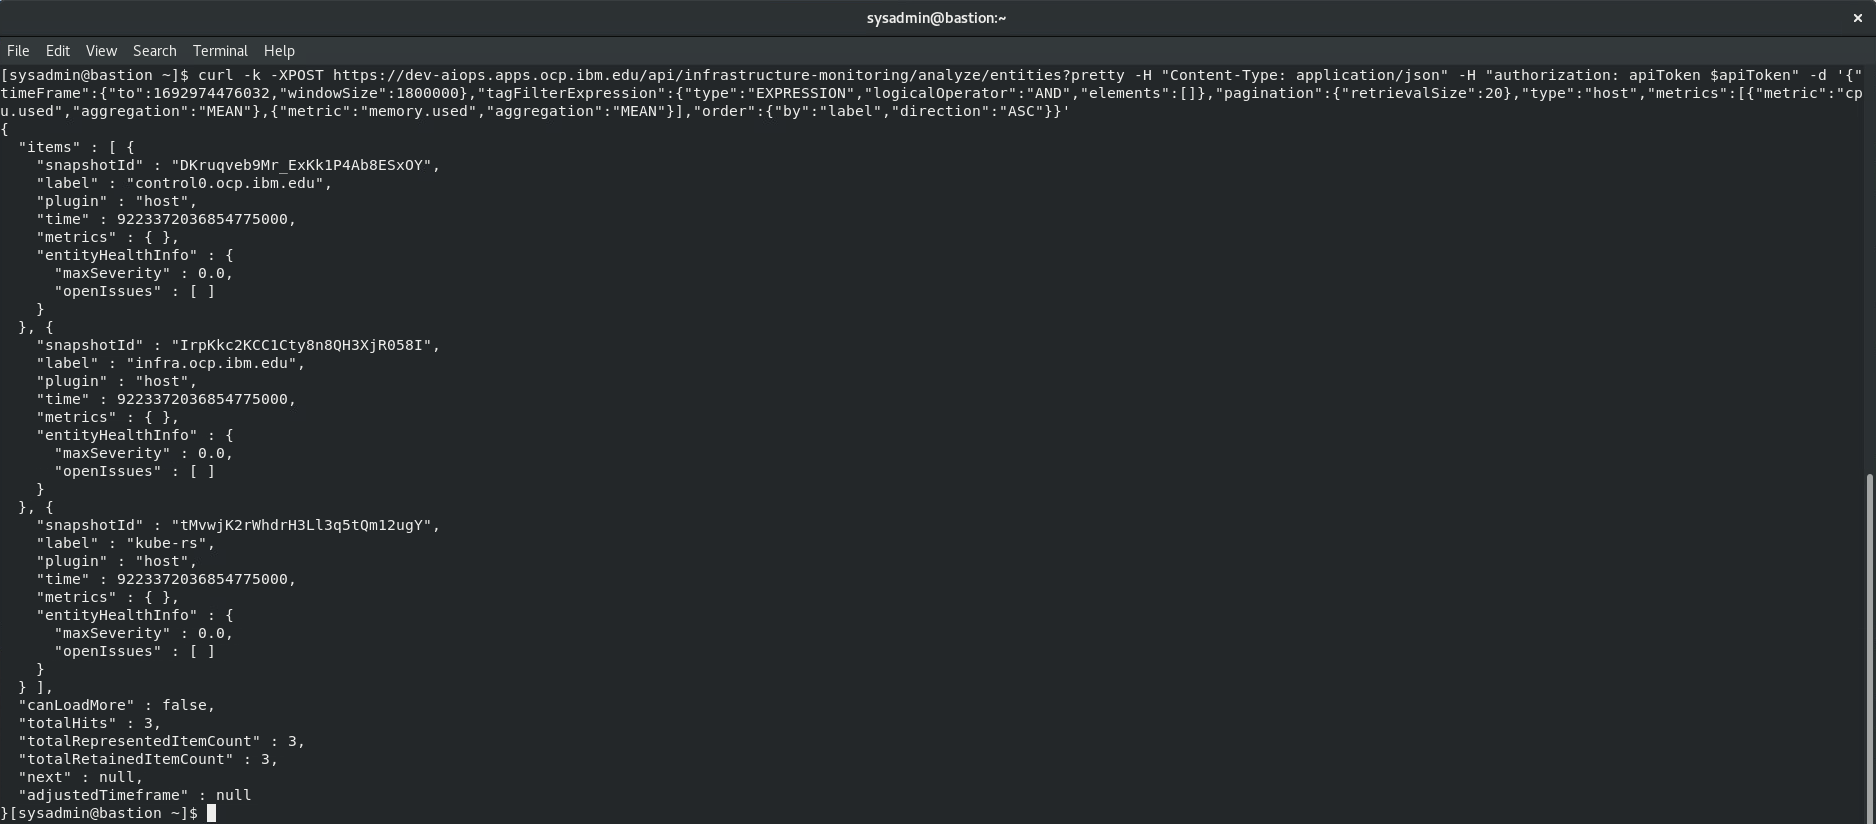 sysadmin@bastion:~ ×
File Edit View Search Terminal Help
[sysadmin@bastion ~]$ curl -k -XPOST https://dev-aiops.apps.ocp.ibm.edu/api/infrastructure-monitoring/analyze/entities?pretty -H "Content-Type: application/json" -H "authorization: apiToken $apiToken" -d '{"
timeFrame":{"to":1692974476032,"windowSize":1800000},"tagFilterExpression":{"type":"EXPRESSION","logicalOperator":"AND","elements":[]},"pagination":{"retrievalSize":20},"type":"host","metrics":[{"metric":"cp
u.used","aggregation":"MEAN"},{"metric":"memory.used","aggregation":"MEAN"}],"order":{"by":"label","direction":"ASC"}}'
{
  "items" : [ {
    "snapshotId" : "DKruqveb9Mr_ExKk1P4Ab8ESxOY",
    "label" : "control0.ocp.ibm.edu",
    "plugin" : "host",
    "time" : 9223372036854775000,
    "metrics" : { },
    "entityHealthInfo" : {
      "maxSeverity" : 0.0,
      "openIssues" : [ ]
    }
  }, {
    "snapshotId" : "IrpKkc2KCC1Cty8n8QH3XjR058I",
    "label" : "infra.ocp.ibm.edu",
    "plugin" : "host",
    "time" : 9223372036854775000,
    "metrics" : { },
    "entityHealthInfo" : {
      "maxSeverity" : 0.0,
      "openIssues" : [ ]
    }
  }, {
    "snapshotId" : "tMvwjK2rWhdrH3Ll3q5tQm12ugY",
    "label" : "kube-rs",
    "plugin" : "host",
    "time" : 9223372036854775000,
    "metrics" : { },
    "entityHealthInfo" : {
      "maxSeverity" : 0.0,
      "openIssues" : [ ]
    }
  } ],
  "canLoadMore" : false,
  "totalHits" : 3,
  "totalRepresentedItemCount" : 3,
  "totalRetainedItemCount" : 3,
  "next" : null,
  "adjustedTimeframe" : null
}[sysadmin@bastion ~]$